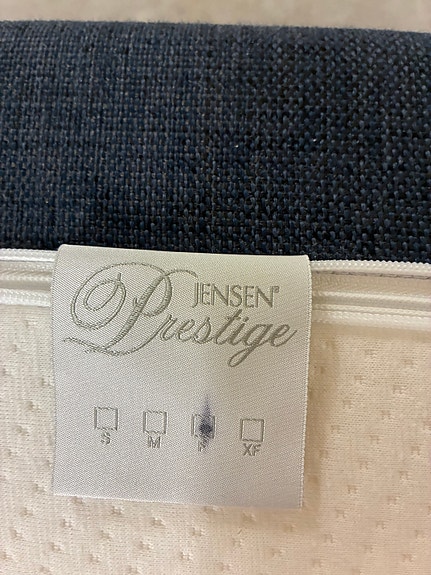 JENSEN®
Prestige
S M F XF